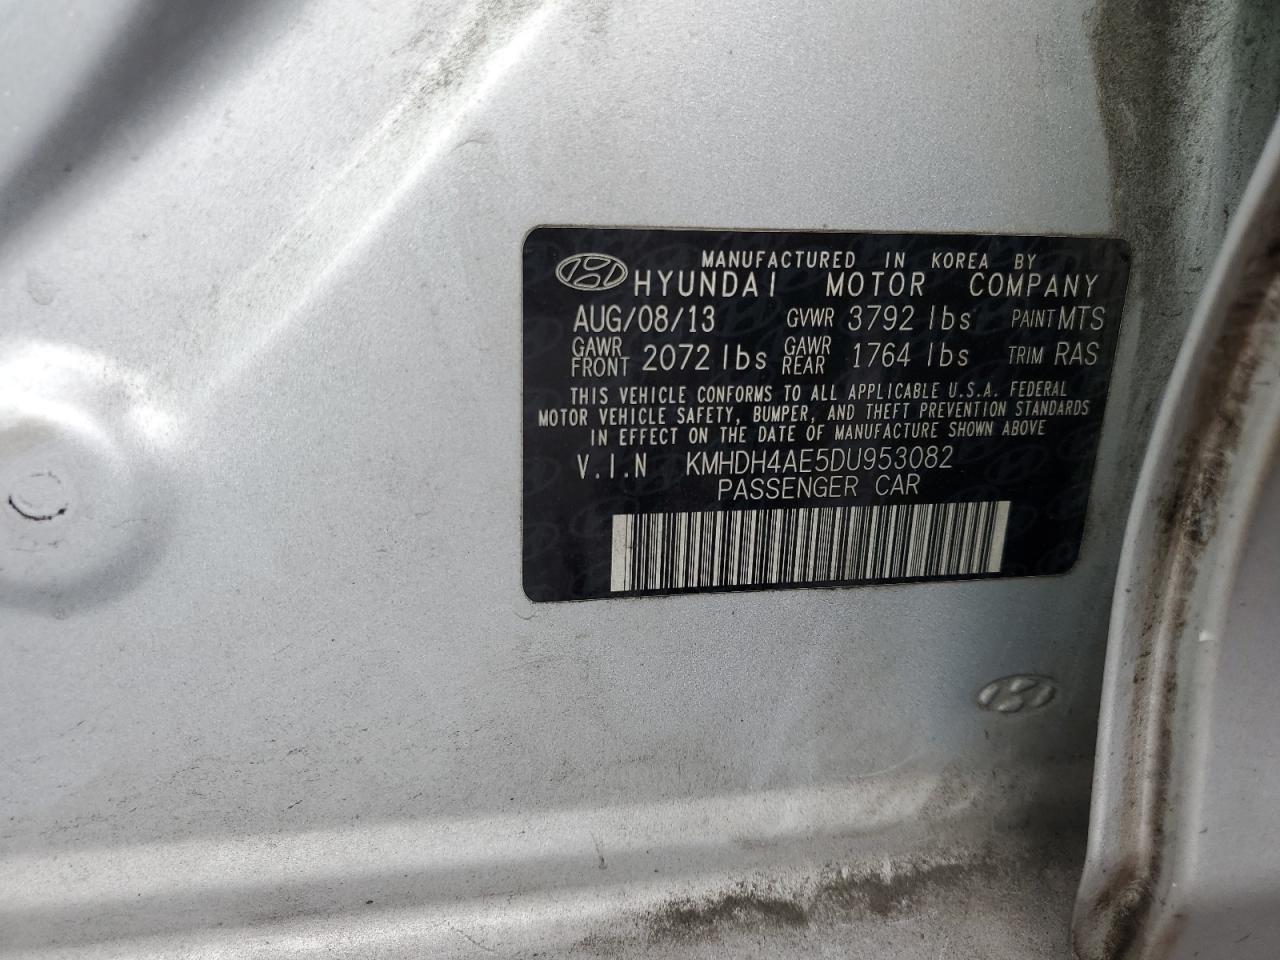 MANUFACTURED IN KOREA BY
HYUNDAI MOTOR COMPANY
AUG/08/13 GVWR 3792 lbs PAINT MTS
GAWR FRONT 2072 lbs GAWR REAR 1764 lbs TRIM RAS
THIS VEHICLE CONFORMS TO ALL APPLICABLE U.S.A. FEDERAL
MOTOR VEHICLE SAFETY, BUMPER, AND THEFT PREVENTION STANDARDS
IN EFFECT ON THE DATE OF MANUFACTURE SHOWN ABOVE
V.I.N KMHDH4AE5DU953082
PASSENGER CAR